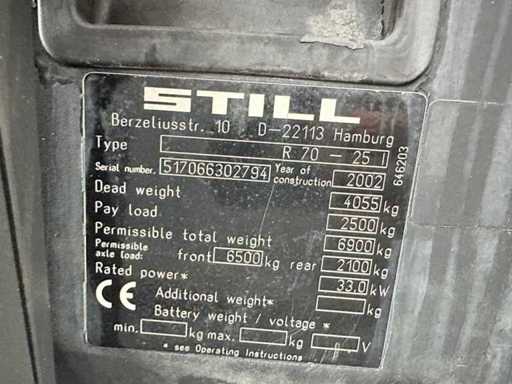 STILL
Berzeliusstr. 10 D-22113 Hamburg
Type R 70 - 25 I
Serial number. 517066302794 Year of construction 2002
Dead weight 4055 kg
Pay load 2500 kg
Permissible total weight 6900 kg
Permissible axle load: front 6500 kg rear 2100 kg
Rated power* 33.0 kW
CE Additional weight* kg
Battery weight / voltage *
min. kg max. kg V
* see Operating Instructions
646203